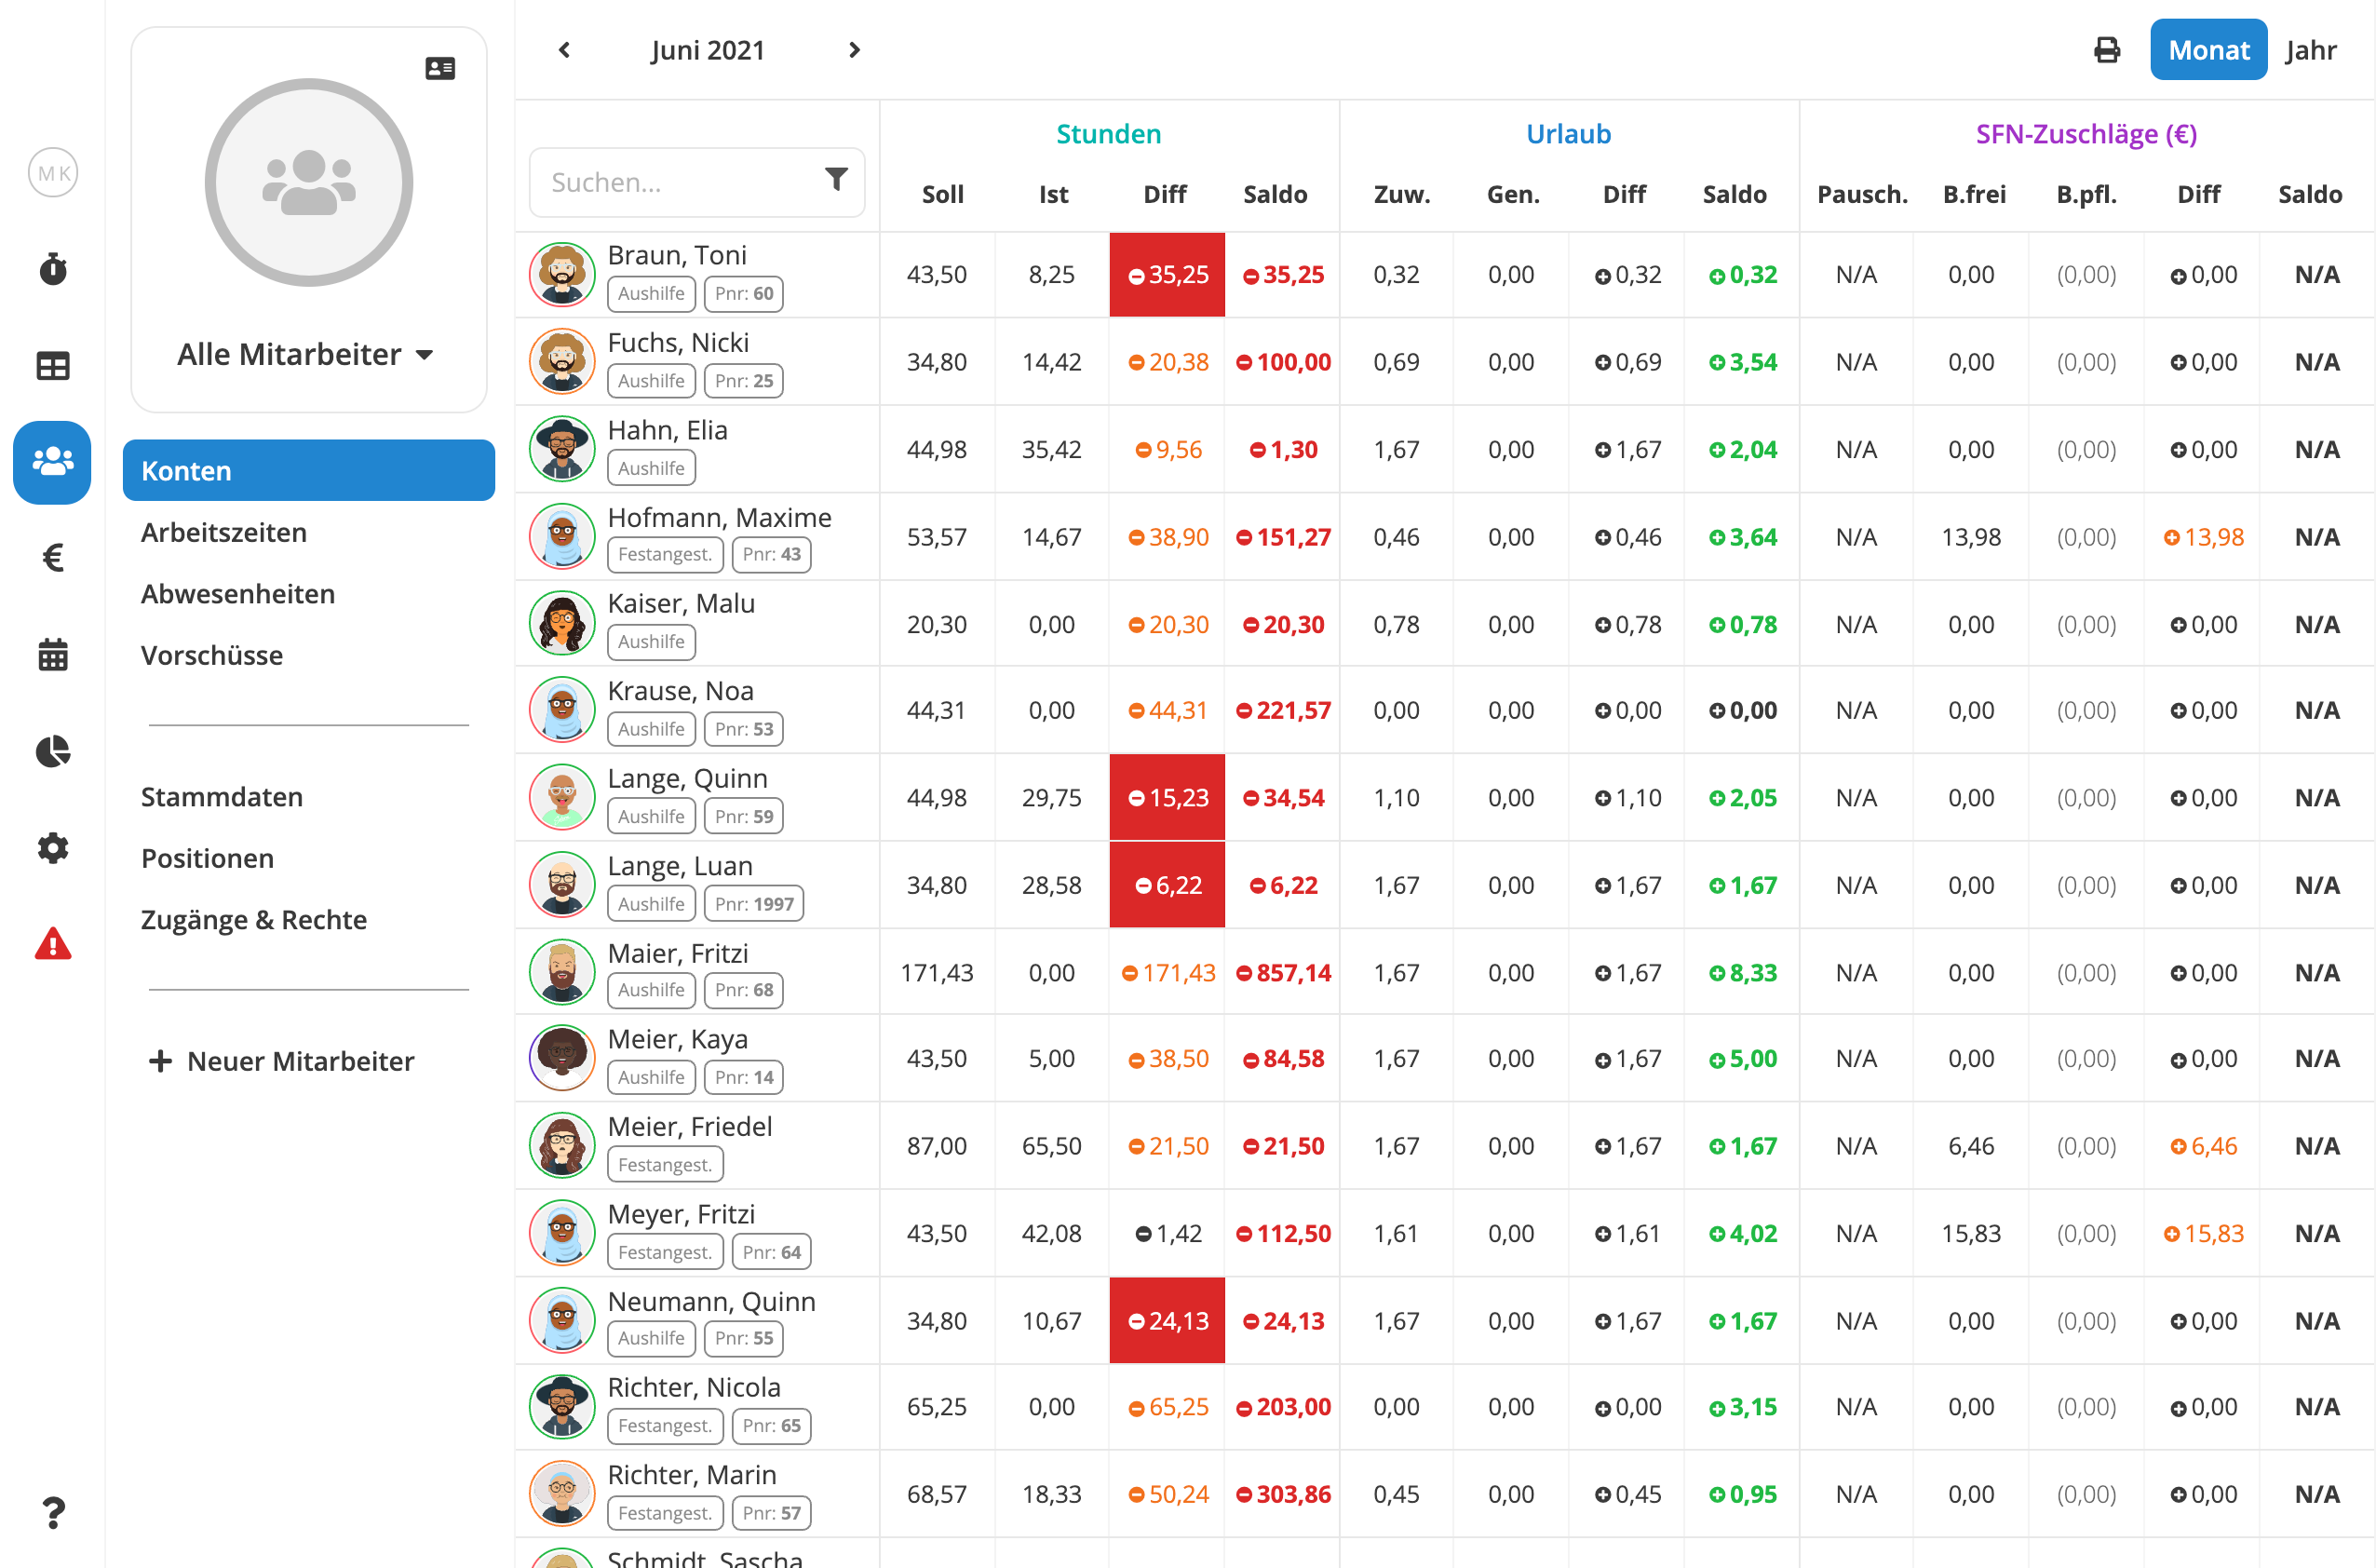 MK
Alle Mitarbeiter
Konten
Arbeitszeiten
Abwesenheiten
Vorschüsse
Stammdaten
Positionen
Zugänge & Rechte
Neuer Mitarbeiter
Juni 2021
Monat Jahr
Stunden Urlaub SFN-Zuschläge (€)
Suchen...
Soll Ist Diff Saldo Zuw. Gen. Diff Saldo Pausch. B.frei B.pfl. Diff Saldo
Braun, Toni
Aushilfe Pnr: 60
43,50 8,25 35,25 35,25 0,32 0,00 0,32 0,32 N/A 0,00 (0,00) 0,00 N/A
Fuchs, Nicki
Aushilfe Pnr: 25
34,80 14,42 20,38 100,00 0,69 0,00 0,69 3,54 N/A 0,00 (0,00) 0,00 N/A
Hahn, Elia
Aushilfe
44,98 35,42 9,56 1,30 1,67 0,00 1,67 2,04 N/A 0,00 (0,00) 0,00 N/A
Hofmann, Maxime
Festangest. Pnr: 43
53,57 14,67 38,90 151,27 0,46 0,00 0,46 3,64 N/A 13,98 (0,00) 13,98 N/A
Kaiser, Malu
Aushilfe
20,30 0,00 20,30 20,30 0,78 0,00 0,78 0,78 N/A 0,00 (0,00) 0,00 N/A
Krause, Noa
Aushilfe Pnr: 53
44,31 0,00 44,31 221,57 0,00 0,00 0,00 0,00 N/A 0,00 (0,00) 0,00 N/A
Lange, Quinn
Aushilfe Pnr: 59
44,98 29,75 15,23 34,54 1,10 0,00 1,10 2,05 N/A 0,00 (0,00) 0,00 N/A
Lange, Luan
Aushilfe Pnr: 1997
34,80 28,58 6,22 6,22 1,67 0,00 1,67 1,67 N/A 0,00 (0,00) 0,00 N/A
Maier, Fritzi
Aushilfe Pnr: 68
171,43 0,00 171,43 857,14 1,67 0,00 1,67 8,33 N/A 0,00 (0,00) 0,00 N/A
Meier, Kaya
Aushilfe Pnr: 14
43,50 5,00 38,50 84,58 1,67 0,00 1,67 5,00 N/A 0,00 (0,00) 0,00 N/A
Meier, Friedel
Festangest.
87,00 65,50 21,50 21,50 1,67 0,00 1,67 1,67 N/A 6,46 (0,00) 6,46 N/A
Meyer, Fritzi
Festangest. Pnr: 64
43,50 42,08 1,42 112,50 1,61 0,00 1,61 4,02 N/A 15,83 (0,00) 15,83 N/A
Neumann, Quinn
Aushilfe Pnr: 55
34,80 10,67 24,13 24,13 1,67 0,00 1,67 1,67 N/A 0,00 (0,00) 0,00 N/A
Richter, Nicola
Festangest. Pnr: 65
65,25 0,00 65,25 203,00 0,00 0,00 0,00 3,15 N/A 0,00 (0,00) 0,00 N/A
Richter, Marin
Festangest. Pnr: 57
68,57 18,33 50,24 303,86 0,45 0,00 0,45 0,95 N/A 0,00 (0,00) 0,00 N/A
Schmidt, Sascha